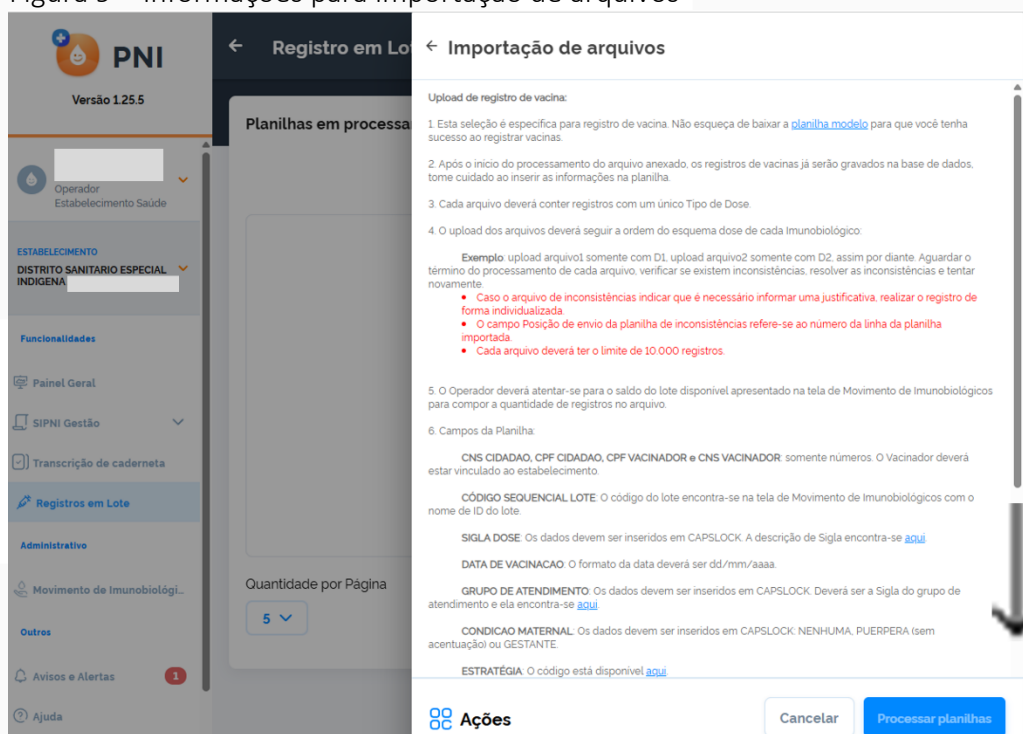 Figura 5 – Informações para importação de arquivos
PNI
Versão 1.25.5
Operador
Estabelecimento Saúde
ESTABELECIMENTO
DISTRITO SANITARIO ESPECIAL
INDIGENA
Funcionalidades
Painel Geral
SIPNI Gestão
Transcrição de caderneta
Registros em Lote
Administrativo
Movimento de Imunobiológi...
Outros
Avisos e Alertas
1
Ajuda
Registro em Lo
Planilhas em processa
Quantidade por Página
5
Importação de arquivos
Upload de registro de vacina:
1. Esta seleção é especifica para registro de vacina. Não esqueça de baixar a planilha modelo para que você tenha
sucesso ao registrar vacinas.
2. Após o inicio do processamento do arquivo anexado, os registros de vacinas já serão gravados na base de dados,
tome cuidado ao inserir as informações na planilha.
3. Cada arquivo deverá conter registros com um único Tipo de Dose.
4. O upload dos arquivos deverá seguir a ordem do esquema dose de cada Imunobiológico:
Exemplo: upload arquivo1 somente com D1, upload arquivo2 somente com D2, assim por diante. Aguardar o
término do processamento de cada arquivo, verificar se existem inconsistências, resolver as inconsistências e tentar
novamente.
• Caso o arquivo de inconsistências indicar que é necessário informar uma justificativa, realizar o registro de
forma individualizada.
• O campo Posição de envio da planilha de inconsistências refere-se ao número da linha da planilha
importada.
• Cada arquivo deverá ter o limite de 10.000 registros.
5. O Operador deverá atentar-se para o saldo do lote disponível apresentado na tela de Movimento de Imunobiológicos
para compor a quantidade de registros no arquivo.
6. Campos da Planilha:
CNS CIDADAO, CPF CIDADAO, CPF VACINADOR e CNS VACINADOR: somente números. O Vacinador deverá
estar vinculado ao estabelecimento.
CÓDIGO SEQUENCIAL LOTE: O código do lote encontra-se na tela de Movimento de Imunobiológicos com o
nome de ID do lote.
SIGLA DOSE: Os dados devem ser inseridos em CAPSLOCK. A descrição de Sigla encontra-se aqui.
DATA DE VACINACAO: O formato da data deverá ser dd/mm/aaaa.
GRUPO DE ATENDIMENTO: Os dados devem ser inseridos em CAPSLOCK. Deverá ser a Sigla do grupo de
atendimento e ela encontra-se aqui.
CONDICAO MATERNAL: Os dados devem ser inseridos em CAPSLOCK: NENHUMA, PUERPERA (sem
acentuação) ou GESTANTE.
ESTRATÉGIA: O código está disponivel aqui.
Ações
Cancelar
Processar planilhas